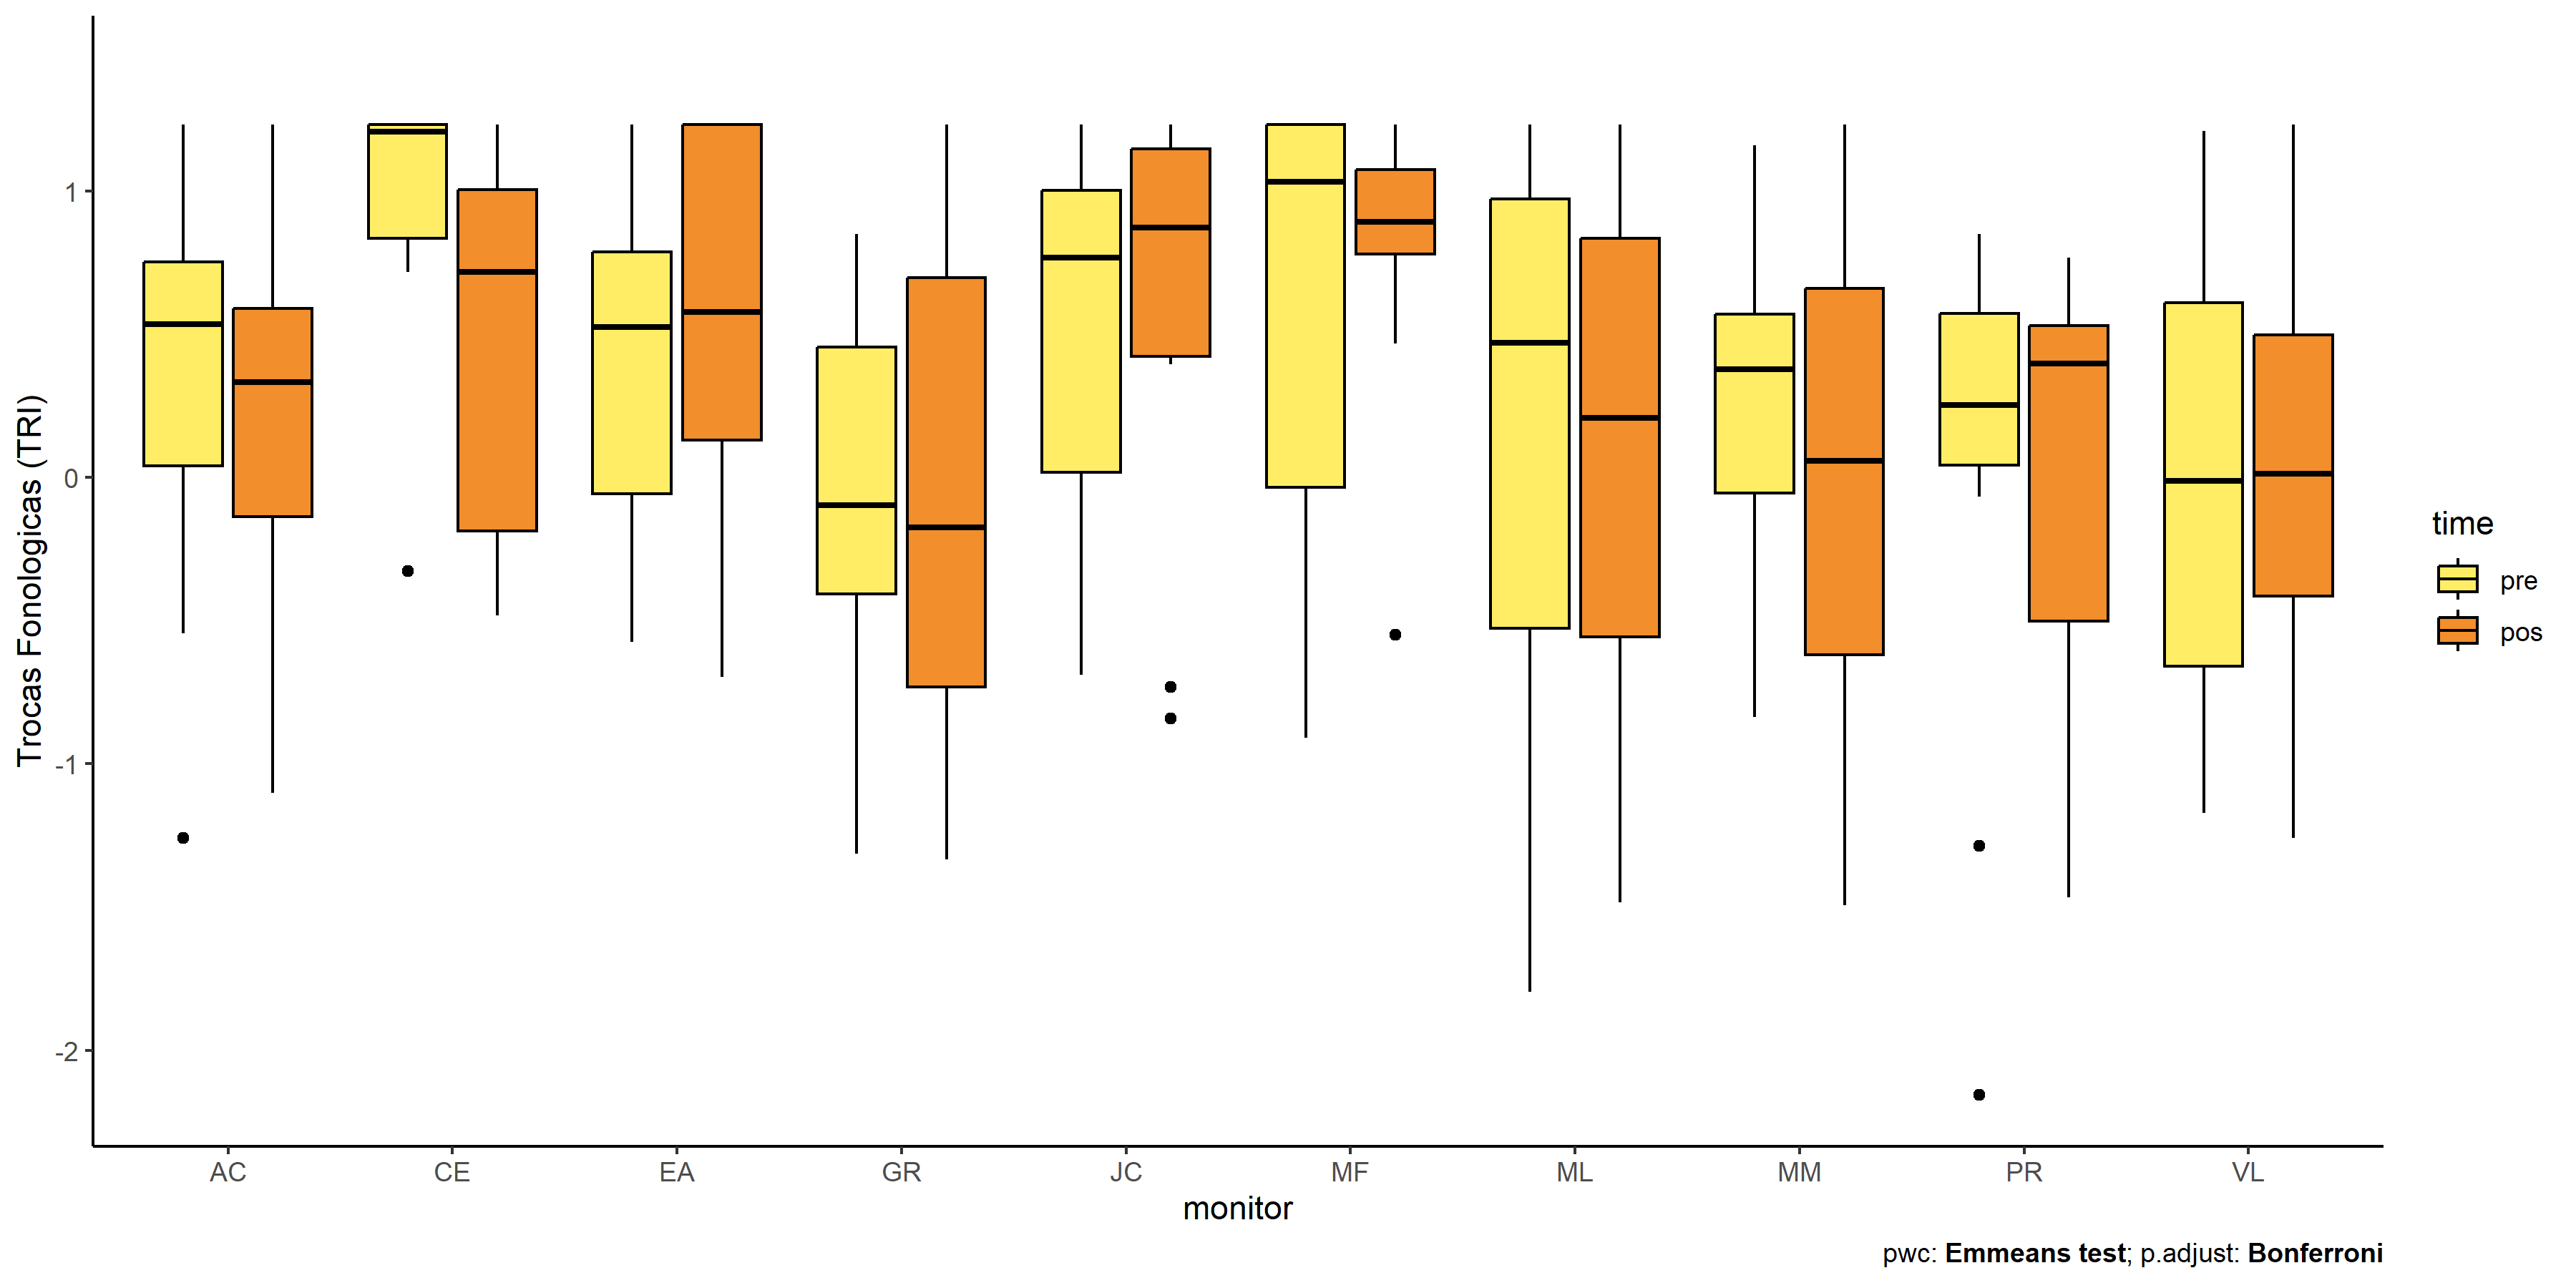 Trocas Fonologicas (TRI)
1
0
-1
-2
AC CE EA GR JC MF ML MM PR VL
monitor
time
pre
pos
pwc: Emmeans test; p.adjust: Bonferroni